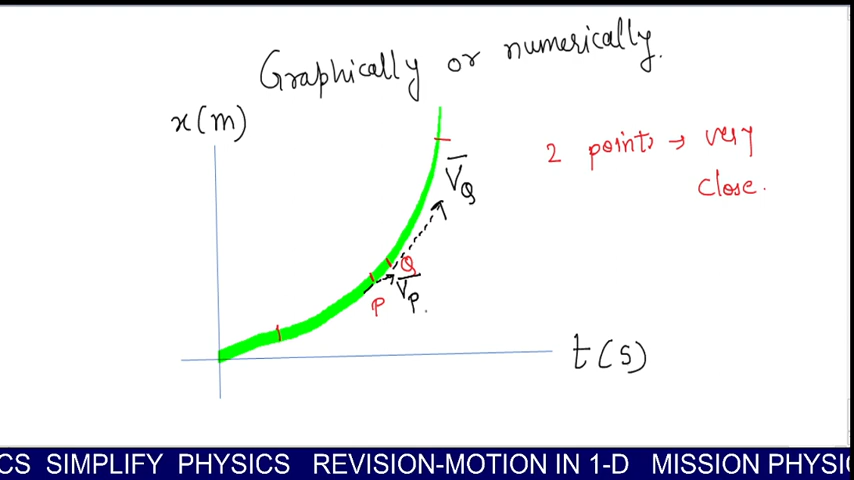 Graphically or numerically.
x(m)
2 points → very
close.
V̅Q
Q
P
V̅P.
t(s)
CS SIMPLIFY PHYSICS REVISION-MOTION IN 1-D MISSION PHYSIC